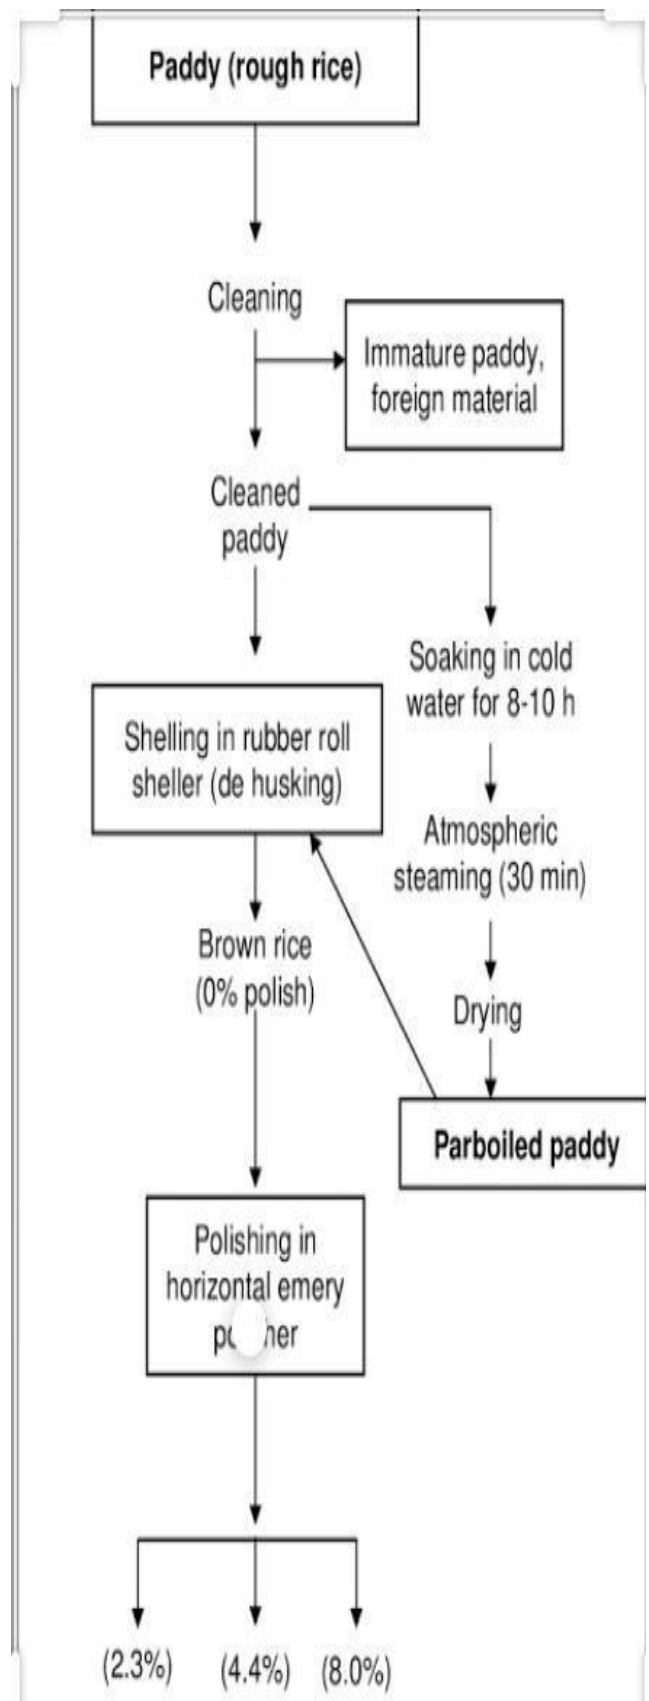 Paddy (rough rice)
Cleaning
Immature paddy,
foreign material
Cleaned
paddy
Soaking in cold
water for 8-10 h
Shelling in rubber roll
sheller (de husking)
Atmospheric
steaming (30 min)
Brown rice
(0% polish)
Drying
Parboiled paddy
Polishing in
horizontal emery
(2.3%) (4.4%) (8.0%)